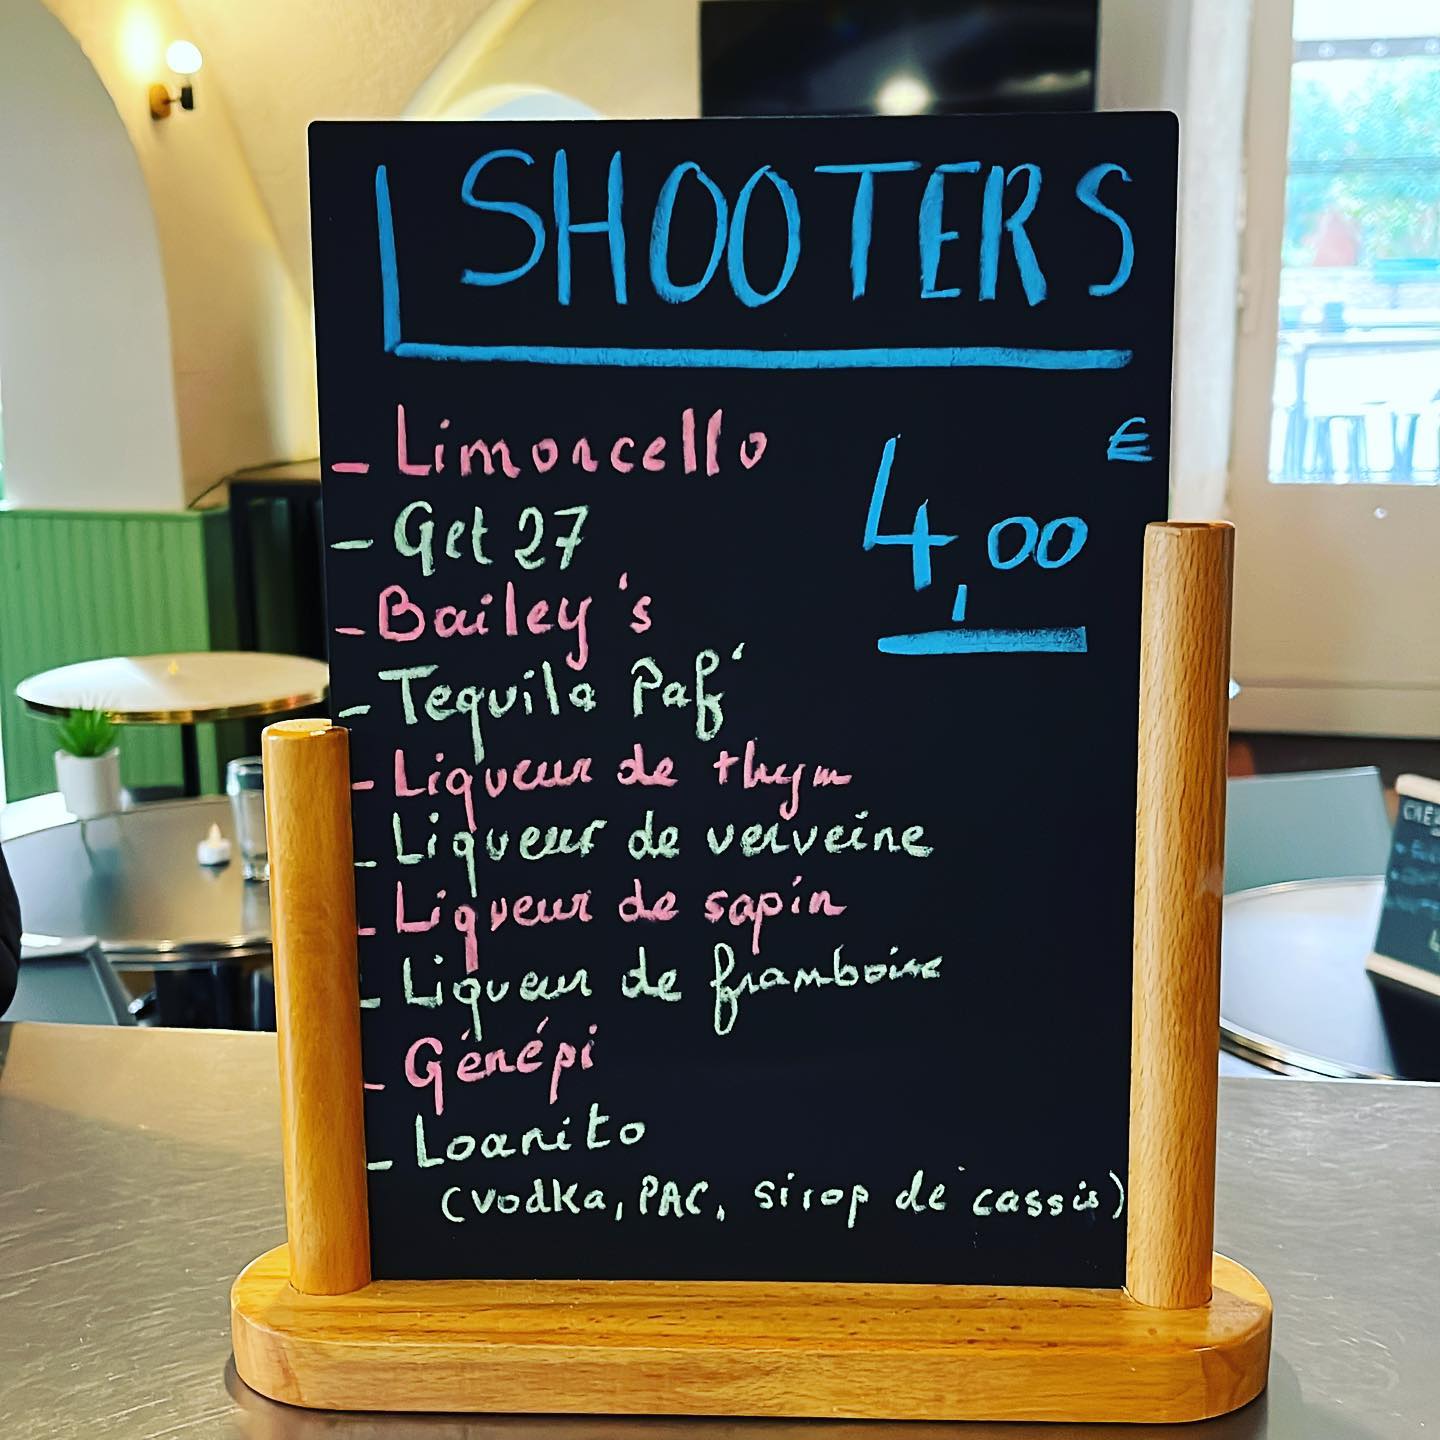 SHOOTERS
- Limoncello
4,00 €
- Get 27
- Bailey's
- Tequila Paf'
- Liqueur de thym
- Liqueur de verveine
- Liqueur de sapin
- Liqueur de framboise
- Génépi
- Loanito
(vodka, PAC, sirop de cassis)